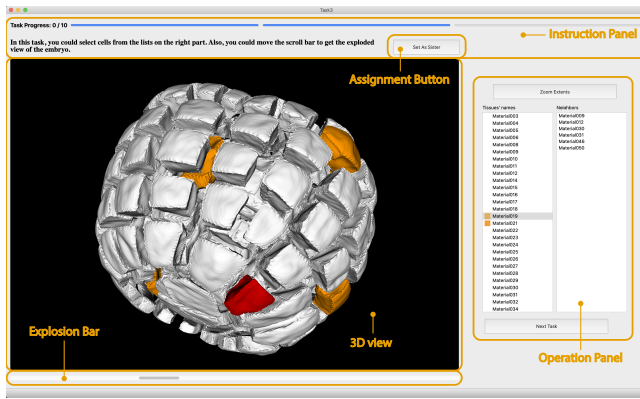 Task3
Task Progress: 0 / 10
Instruction Panel
In this task, you could select cells from the lists on the right part. Also, you could move the scroll bar to get the exploded
view of the embryo.
Set As Sister
Assignment Button
Zoom Extents
Tissues' names
Material003
Material004
Material005
Material006
Material008
Material009
Material010
Material011
Material012
Material014
Material015
Material016
Material017
Material018
Material019
Material021
Material022
Material023
Material024
Material025
Material026
Material027
Material028
Material029
Material030
Material031
Material032
Material034
Neighbers
Material009
Material012
Material030
Material031
Material046
Material050
Next Task
Explosion Bar
3D view
Operation Panel